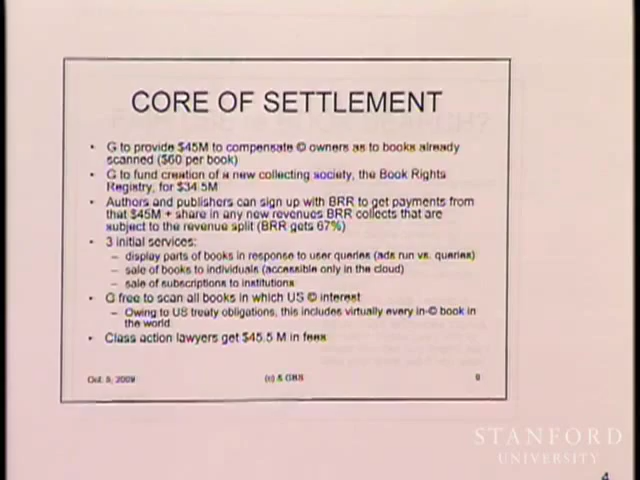 CORE OF SETTLEMENT
• G to provide $45M to compensate © owners as to books already
scanned ($60 per book)
• G to fund creation of a new collecting society, the Book Rights
Registry, for $34.5M
• Authors and publishers can sign up with BRR to get payments from
that $45M + share in any new revenues BRR collects that are
subject to the revenue split (BRR gets 67%)
• 3 initial services:
– display parts of books in response to user queries (ads run vs. queries)
– sale of books to individuals (accessible only in the cloud)
– sale of subscriptions to institutions
• G free to scan all books in which US © interest
– Owing to US treaty obligations, this includes virtually every in-© book in
the world
• Class action lawyers get $45.5 M in fees
Oct. 8, 2009
GBS
STANFORD
UNIVERSITY
4